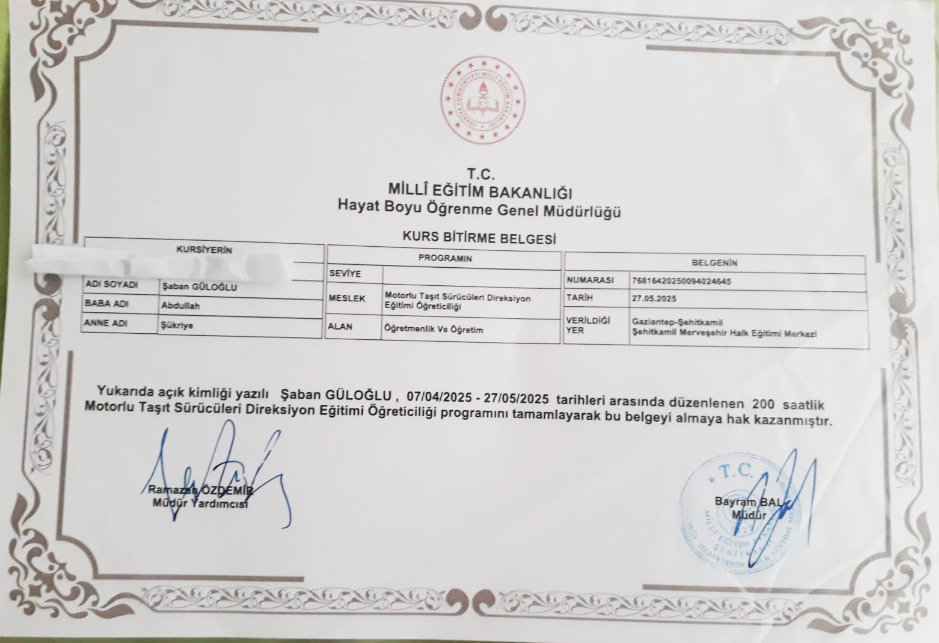 T.C.
MİLLÎ EĞİTİM BAKANLIĞI
Hayat Boyu Öğrenme Genel Müdürlüğü
KURS BİTİRME BELGESİ
KURSİYERİN
ADI SOYADI Şaban GÜLOĞLU
BABA ADI Abdullah
ANNE ADI Şükriye
PROGRAMIN
SEVİYE
MESLEK Motorlu Taşıt Sürücüleri Direksiyon
Eğitimi Öğreticiliği
ALAN Öğretmenlik Ve Öğretim
BELGENİN
NUMARASI 76816420250094024645
TARİH 27.05.2025
VERİLDİĞİ
YER
Gaziantep-Şehitkamil
Şehitkamil Merveşehir Halk Eğitimi Merkezi
Yukarıda açık kimliği yazılı Şaban GÜLOĞLU , 07/04/2025 - 27/05/2025 tarihleri arasında düzenlenen 200 saatlik
Motorlu Taşıt Sürücüleri Direksiyon Eğitimi Öğreticiliği programını tamamlayarak bu belgeyi almaya hak kazanmıştır.
Ramazan ÖZDEMİR
Müdür Yardımcısı
T.C.
Bayram BAL
Müdür